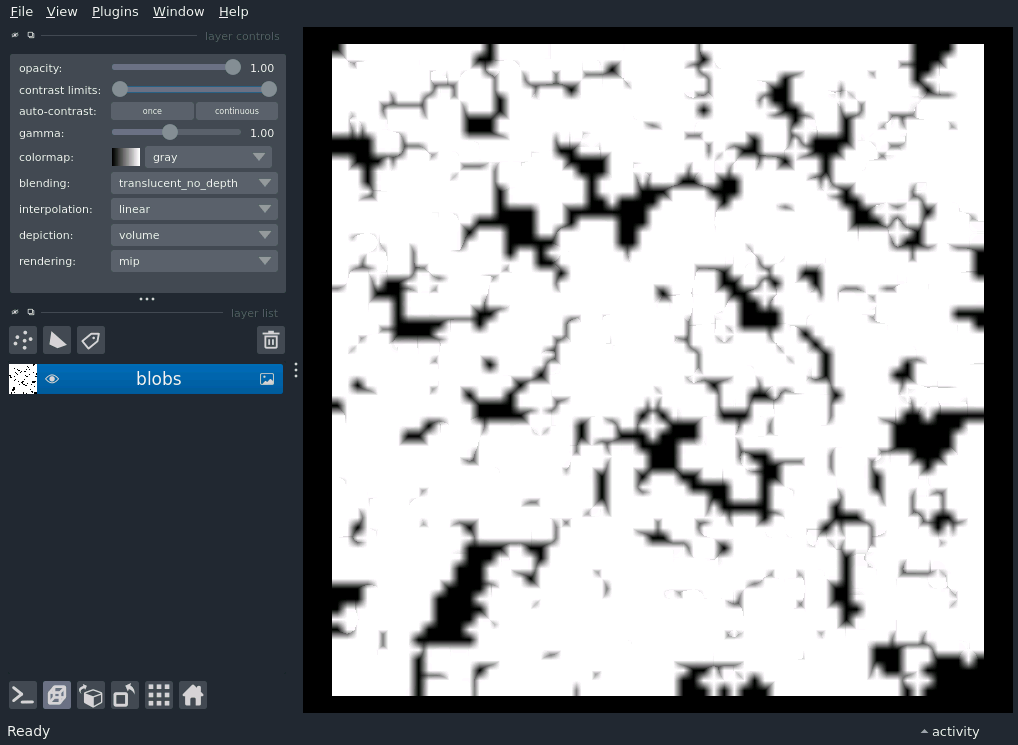 File View Plugins Window Help
layer controls
opacity: 1.00
contrast limits:
auto-contrast: once continuous
gamma: 1.00
colormap: gray
blending: translucent_no_depth
interpolation: linear
depiction: volume
rendering: mip
layer list
blobs
Ready
activity